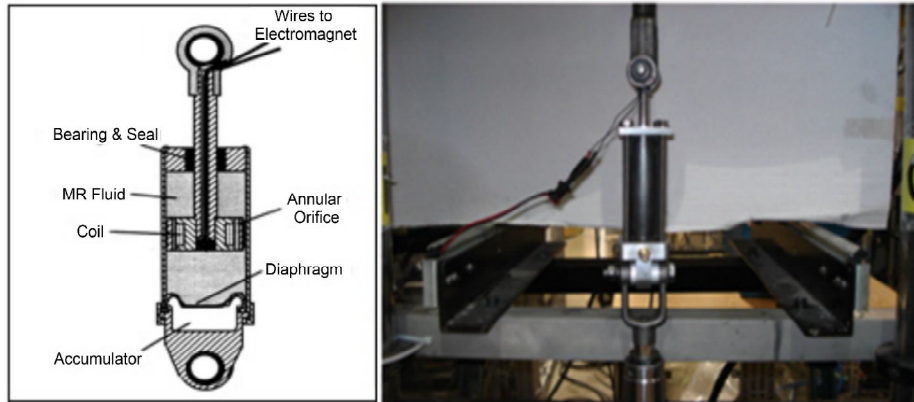 Wires to
Electromagnet
Bearing & Seal
MR Fluid
Annular
Orifice
Coil
Diaphragm
Accumulator